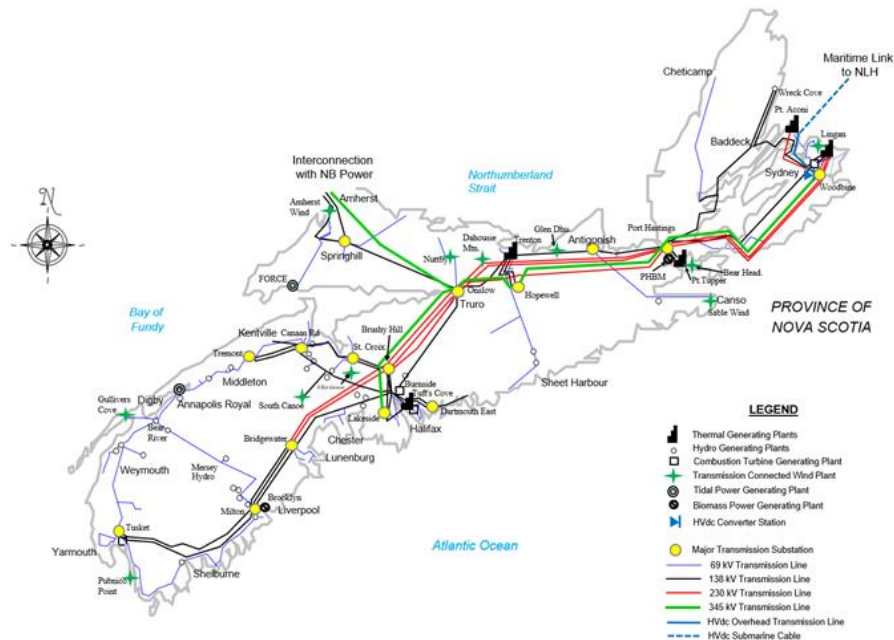 Maritime Link
to NLH
Cheticamp
Wreck Cove
Pt. Aconi
Lingan
Baddeck
Sydney
Woodbine
Interconnection
with NB Power
Northumberland
Strait
Amherst
Amherst
Wind
Springhill
FORCE
Nuttby
Dalhousie
Mtn.
Trenton
Glen Dhu
Antigonish
Port Hastings
PHBM
Pt.Tupper
Bear Head
Canso
Sable Wind
Onslow
Truro
Hopewell
PROVINCE OF
NOVA SCOTIA
Bay of
Fundy
Kentville
Canaan Rd
St. Croix
Brushy Hill
Tremont
Middleton
Sheet Harbour
Burnside
Tuff's Cove
Dartmouth East
Halifax
Lakeside
South Canoe
Gullivers
Cove
Digby
Annapolis Royal
Bear
River
Chester
Bridgewater
Lunenburg
Weymouth
Mersey
Hydro
Brooklyn
Milton
Liverpool
Tusket
Yarmouth
Shelburne
Pubnico
Point
Atlantic Ocean
N
LEGEND
Thermal Generating Plants
Hydro Generating Plants
Combustion Turbine Generating Plant
Transmission Connected Wind Plant
Tidal Power Generating Plant
Biomass Power Generating Plant
HVdc Converter Station
Major Transmission Substation
69 kV Transmission Line
138 kV Transmission Line
230 kV Transmission Line
345 kV Transmission Line
HVdc Overhead Transmission Line
HVdc Submarine Cable